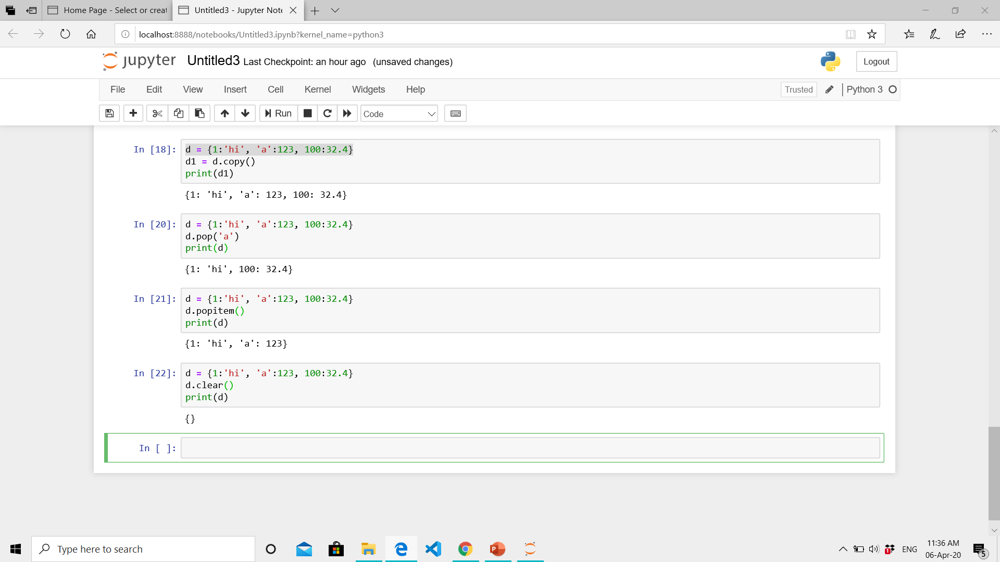 Home Page - Select or creat
Untitled3 - Jupyter Note
localhost:8888/notebooks/Untitled3.ipynb?kernel_name=python3
jupyter Untitled3 Last Checkpoint: an hour ago (unsaved changes)
Logout
File Edit View Insert Cell Kernel Widgets Help
Trusted Python 3
Run Code
In [18]: d = {1:'hi', 'a':123, 100:32.4}
d1 = d.copy()
print(d1)
{1: 'hi', 'a': 123, 100: 32.4}
In [20]: d = {1:'hi', 'a':123, 100:32.4}
d.pop('a')
print(d)
{1: 'hi', 100: 32.4}
In [21]: d = {1:'hi', 'a':123, 100:32.4}
d.popitem()
print(d)
{1: 'hi', 'a': 123}
In [22]: d = {1:'hi', 'a':123, 100:32.4}
d.clear()
print(d)
{}
In [ ]:
Type here to search
1
ENG
11:36 AM
06-Apr-20
5